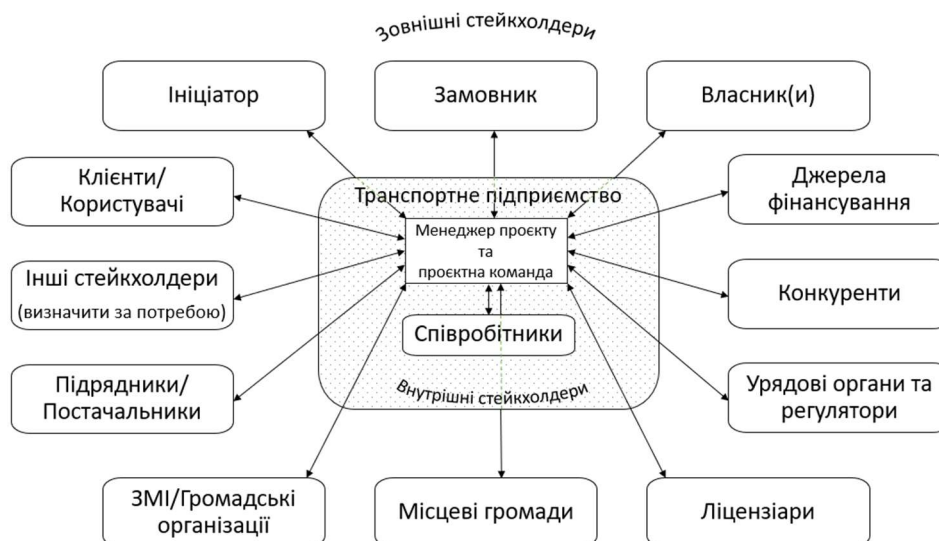 Зовнішні стейкхолдери
Ініціатор
Замовник
Власник(и)
Клієнти/
Користувачі
Транспортне підприємство
Джерела
фінансування
Менеджер проєкту
та
проєктна команда
Інші стейкхолдери
(визначити за потребою)
Конкуренти
Співробітники
Підрядники/
Постачальники
Внутрішні стейкхолдери
Урядові органи та
регулятори
ЗМІ/Громадські
організації
Місцеві громади
Ліцензіари